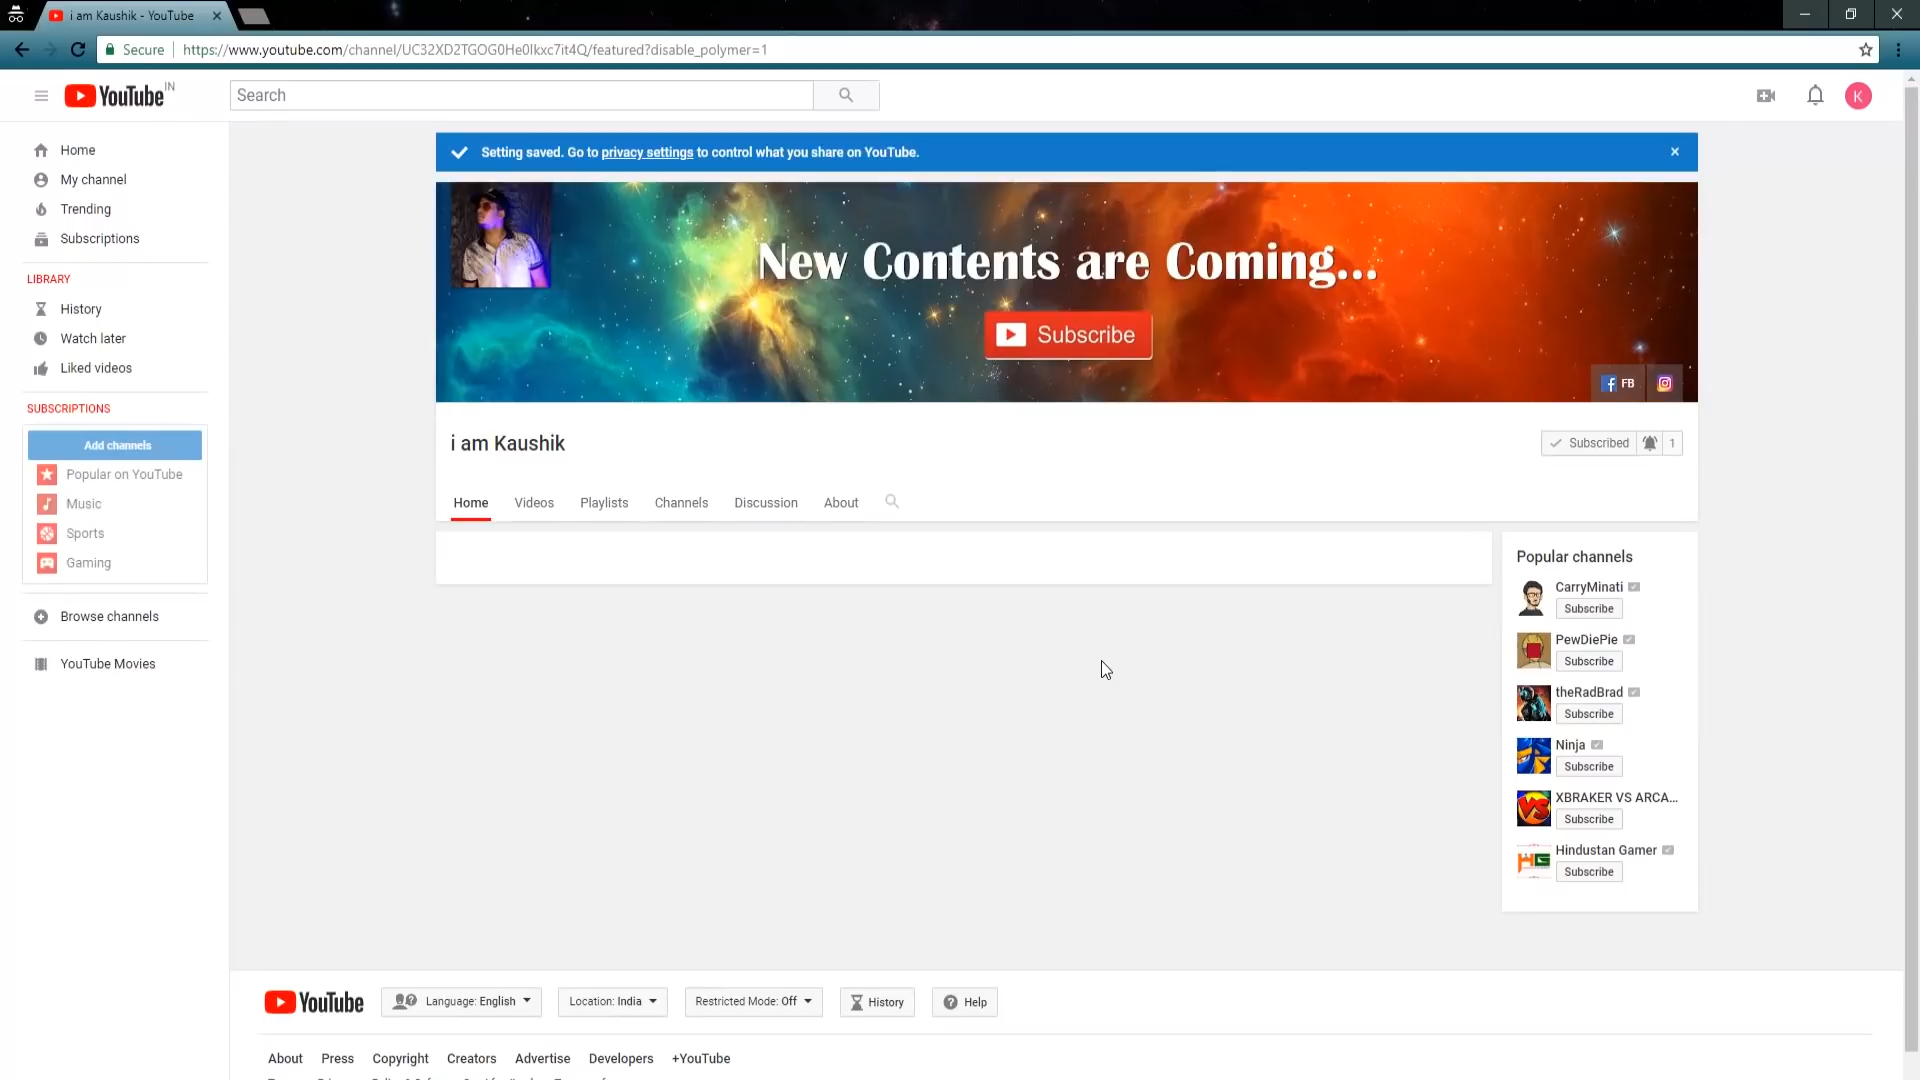 i am Kaushik - YouTube
Secure https://www.youtube.com/channel/UC32XD2TGOG0He0Ikxc7it4Q/featured?disable_polymer=1
YouTube IN
Search
K
Home
My channel
Trending
Subscriptions
LIBRARY
History
Watch later
Liked videos
SUBSCRIPTIONS
Add channels
Popular on YouTube
Music
Sports
Gaming
Browse channels
YouTube Movies
Setting saved. Go to privacy settings to control what you share on YouTube.
New Contents are Coming...
Subscribe
FB
i am Kaushik
Subscribed 1
Home Videos Playlists Channels Discussion About
Popular channels
CarryMinati
Subscribe
PewDiePie
Subscribe
theRadBrad
Subscribe
Ninja
Subscribe
VS
XBRAKER VS ARCA...
Subscribe
HG
Hindustan Gamer
Subscribe
YouTube Language: English Location: India Restricted Mode: Off History Help
About Press Copyright Creators Advertise Developers +YouTube